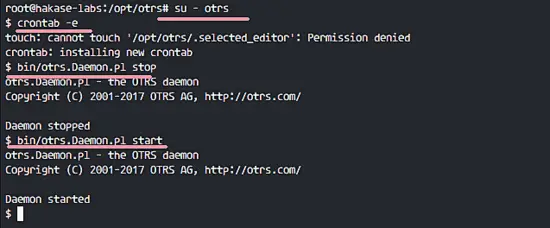 root@hakase-labs:/opt/otrs# su - otrs
$ crontab -e
touch: cannot touch '/opt/otrs/.selected_editor': Permission denied
crontab: installing new crontab
$ bin/otrs.Daemon.pl stop
otrs.Daemon.pl - the OTRS daemon
Copyright (C) 2001-2017 OTRS AG, http://otrs.com/
Daemon stopped
$ bin/otrs.Daemon.pl start
otrs.Daemon.pl - the OTRS daemon
Copyright (C) 2001-2017 OTRS AG, http://otrs.com/
Daemon started
$